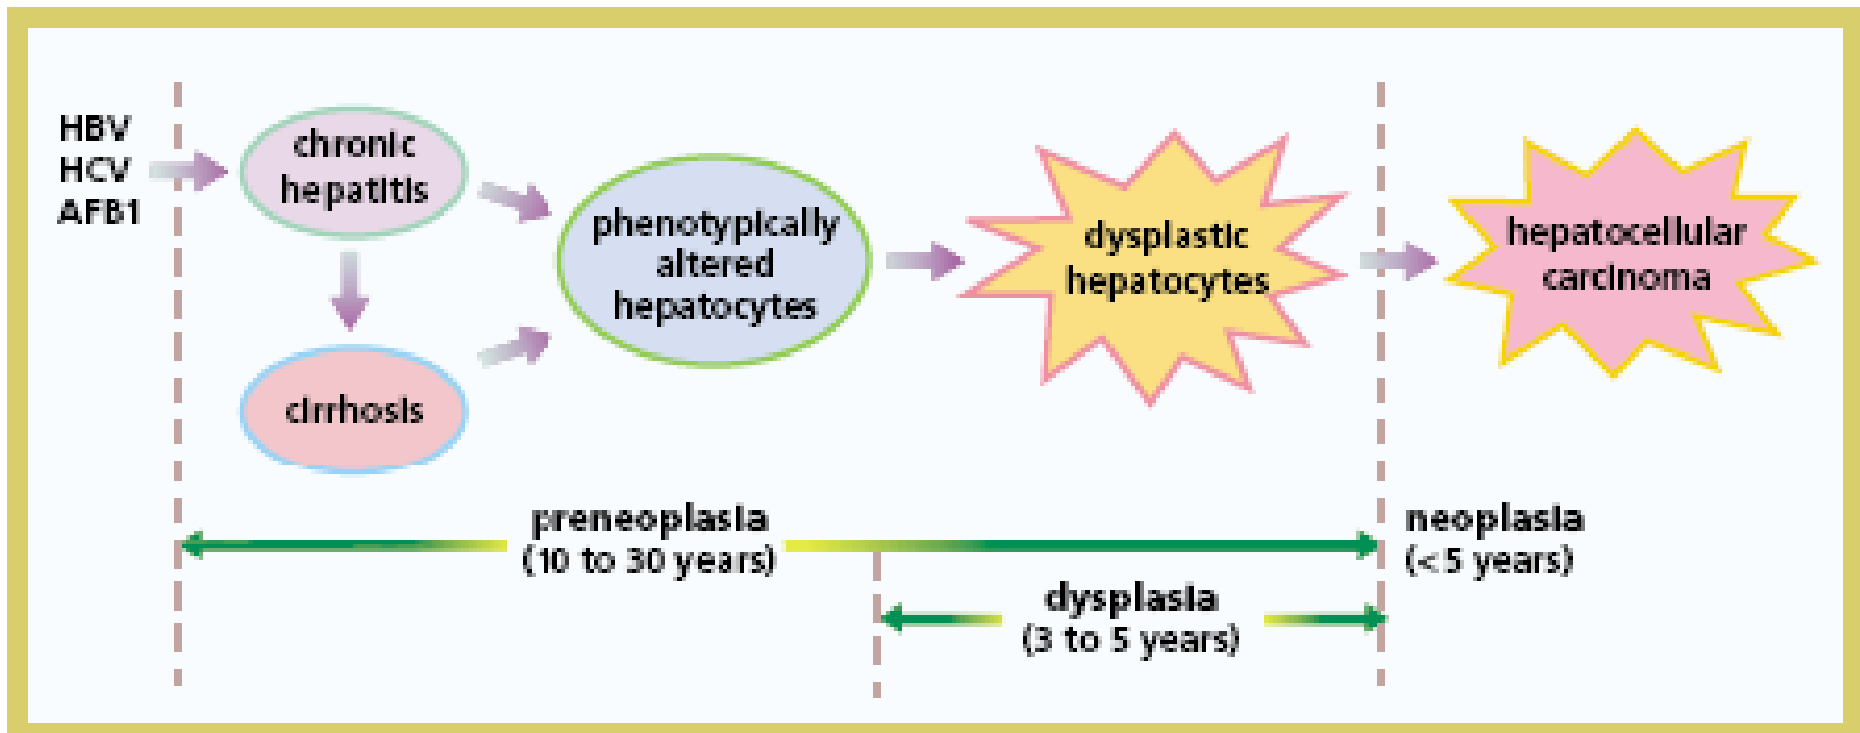 HBV
HCV
AFB1
chronic
hepatitis
cirrhosis
phenotypically
altered
hepatocytes
dysplastic
hepatocytes
hepatocellular
carcinoma
preneoplasia
(10 to 30 years)
neoplasia
(<5 years)
dysplasia
(3 to 5 years)